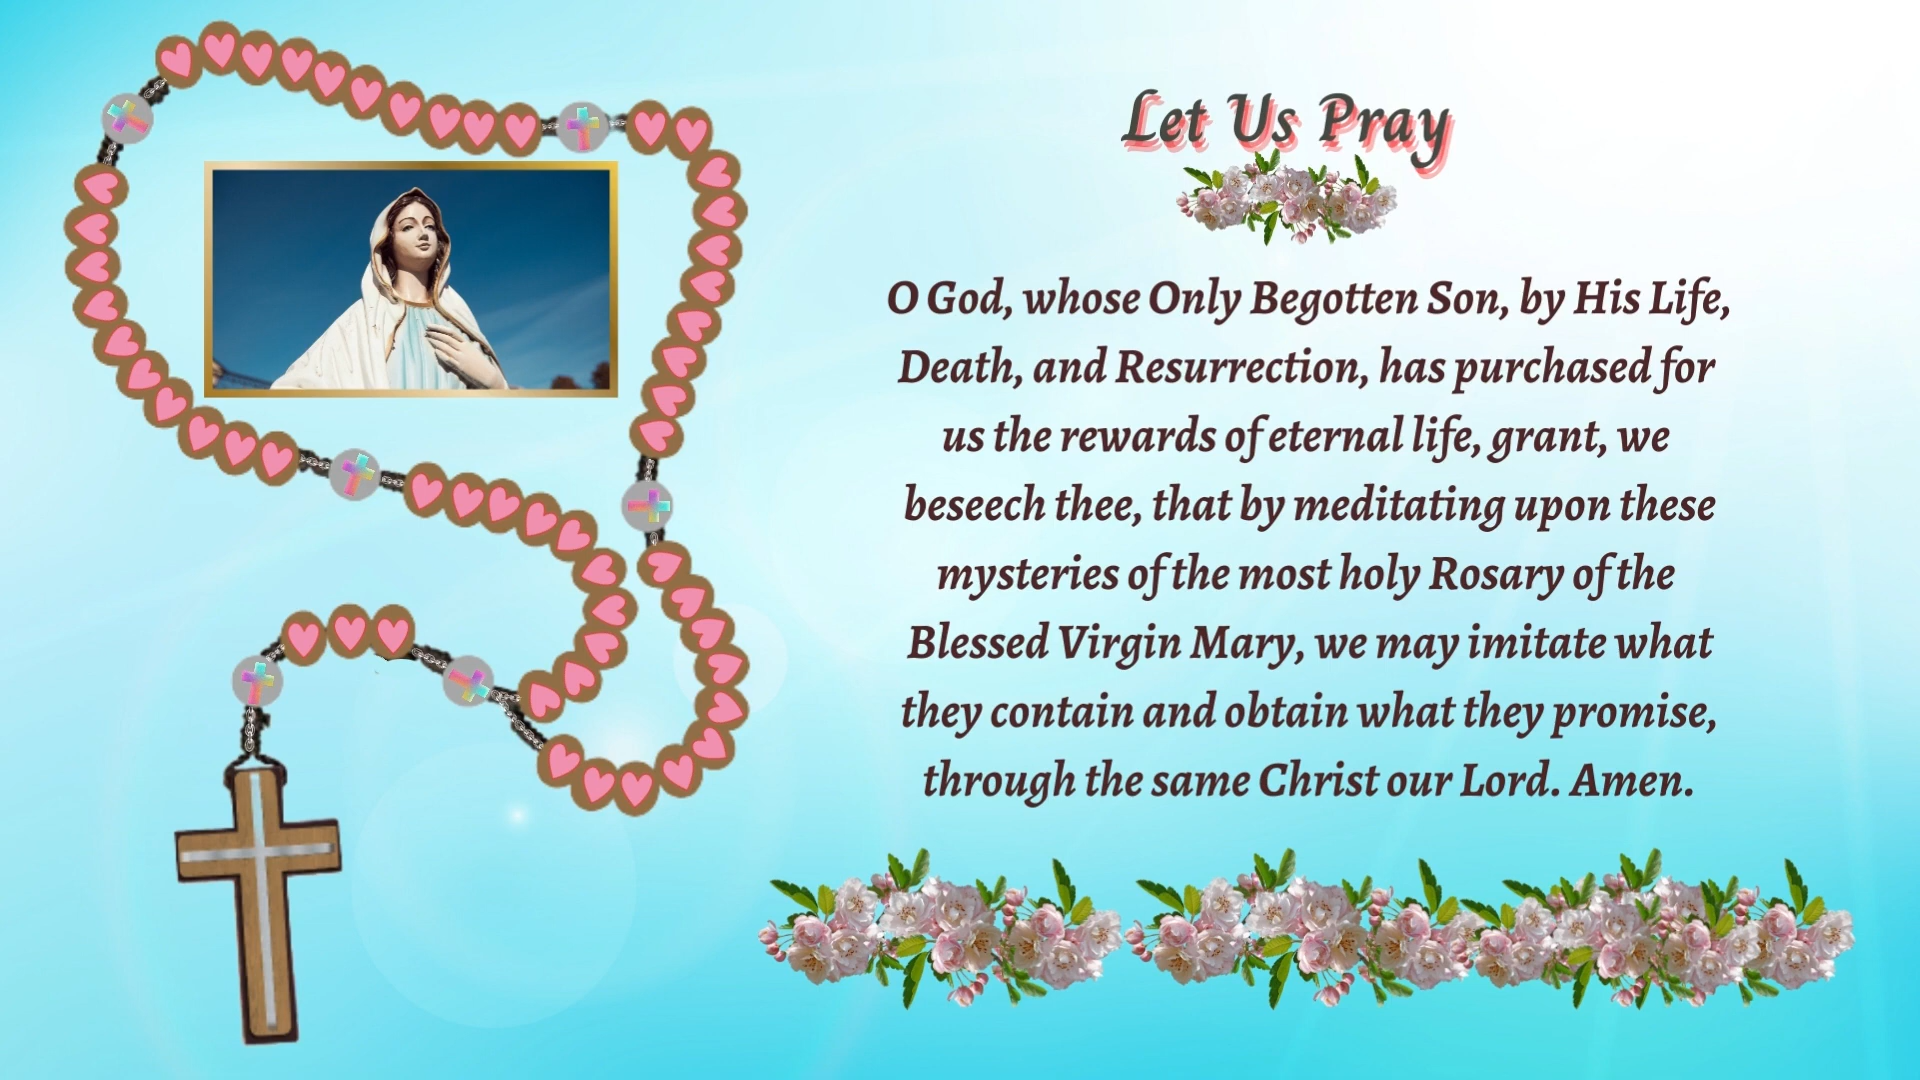 Let Us Pray
O God, whose Only Begotten Son, by His Life,
Death, and Resurrection, has purchased for
us the rewards of eternal life, grant, we
beseech thee, that by meditating upon these
mysteries of the most holy Rosary of the
Blessed Virgin Mary, we may imitate what
they contain and obtain what they promise,
through the same Christ our Lord. Amen.